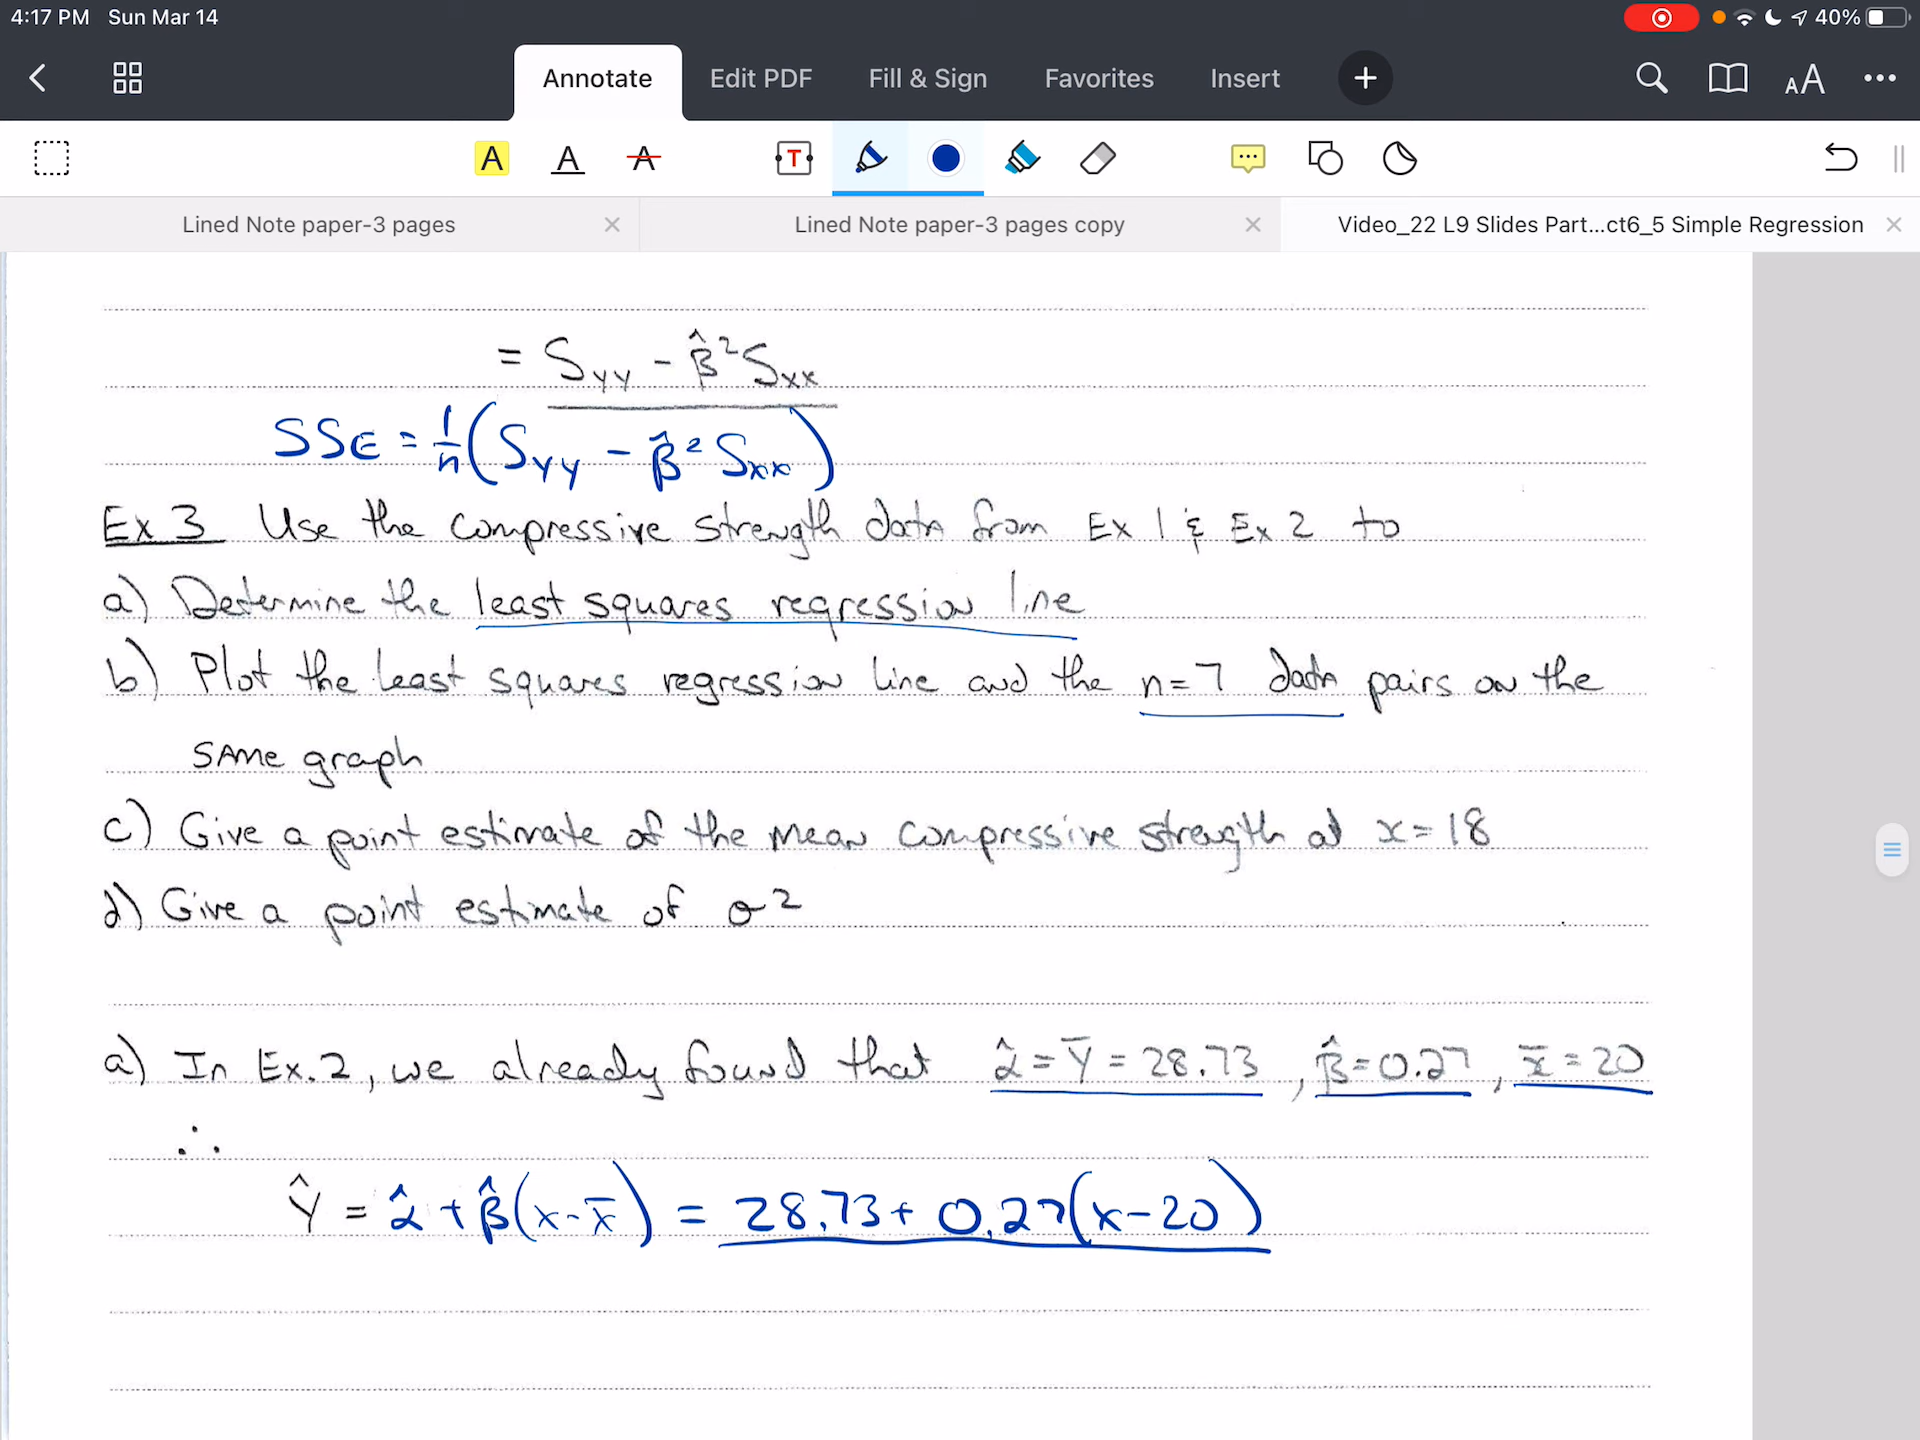 4:17 PM Sun Mar 14 40%
Annotate Edit PDF Fill & Sign Favorites Insert
Lined Note paper-3 pages Lined Note paper-3 pages copy Video_22 L9 Slides Part...ct6_5 Simple Regression
= Syy - β̂² Sxx
SSE = 1/n (Syy - β̂² Sxx)
Ex 3 Use the compressive strength data from Ex 1 & Ex 2 to
a) Determine the least squares regression line
b) Plot the least squares regression line and the n=7 data pairs on the
same graph
c) Give a point estimate of the mean compressive strength at x=18
d) Give a point estimate of σ²
a) In Ex. 2, we already found that α̂ = Ȳ = 28.73, β̂ = 0.27, x̄ = 20
∴
Ŷ = α̂ + β̂(x-x̄) = 28.73 + 0.27(x-20)